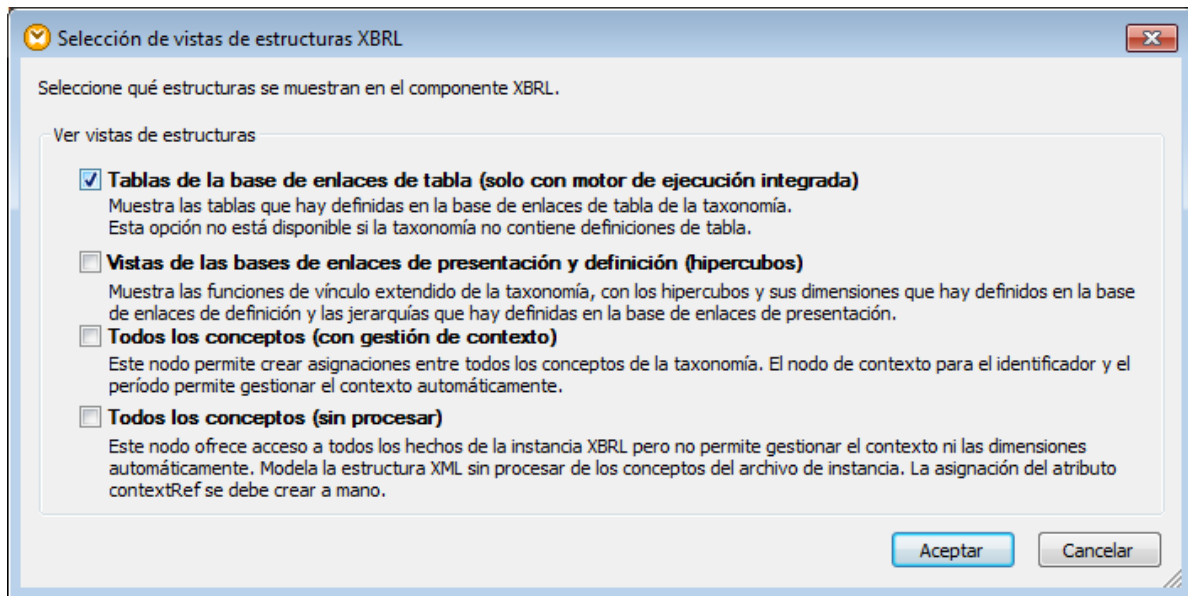 Selección de vistas de estructuras XBRL
Seleccione qué estructuras se muestran en el componente XBRL.
Ver vistas de estructuras
Tablas de la base de enlaces de tabla (solo con motor de ejecución integrada)
Muestra las tablas que hay definidas en la base de enlaces de tabla de la taxonomía.
Esta opción no está disponible si la taxonomía no contiene definiciones de tabla.
Vistas de las bases de enlaces de presentación y definición (hipercubos)
Muestra las funciones de vínculo extendido de la taxonomía, con los hipercubos y sus dimensiones que hay definidos en la base
de enlaces de definición y las jerarquías que hay definidas en la base de enlaces de presentación.
Todos los conceptos (con gestión de contexto)
Este nodo permite crear asignaciones entre todos los conceptos de la taxonomía. El nodo de contexto para el identificador y el
período permite gestionar el contexto automáticamente.
Todos los conceptos (sin procesar)
Este nodo ofrece acceso a todos los hechos de la instancia XBRL pero no permite gestionar el contexto ni las dimensiones
automáticamente. Modela la estructura XML sin procesar de los conceptos del archivo de instancia. La asignación del atributo
contextRef se debe crear a mano.
Aceptar Cancelar